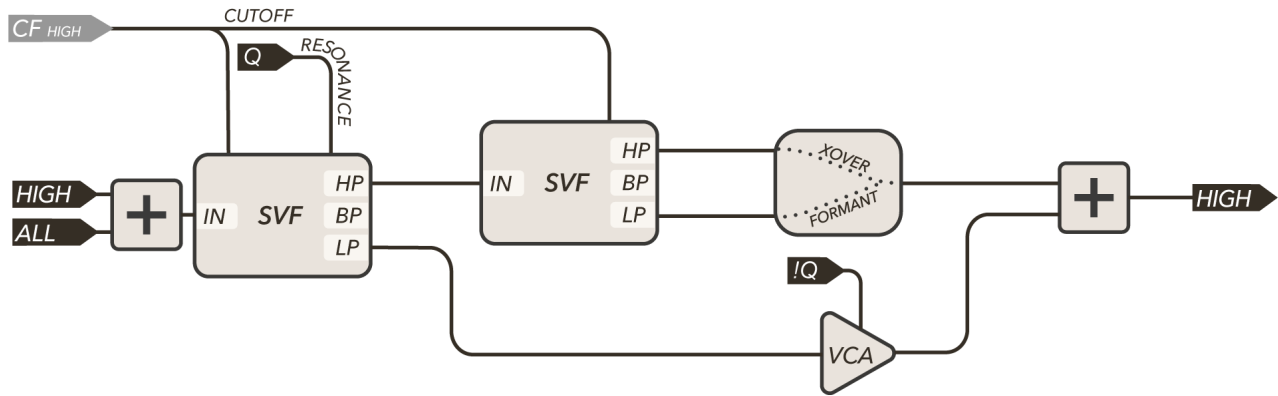 CF HIGH
CUTOFF
Q
RESONANCE
HIGH
ALL
+
IN
SVF
HP
BP
LP
IN
SVF
HP
BP
LP
XOVER
FORMANT
!Q
VCA
+
HIGH